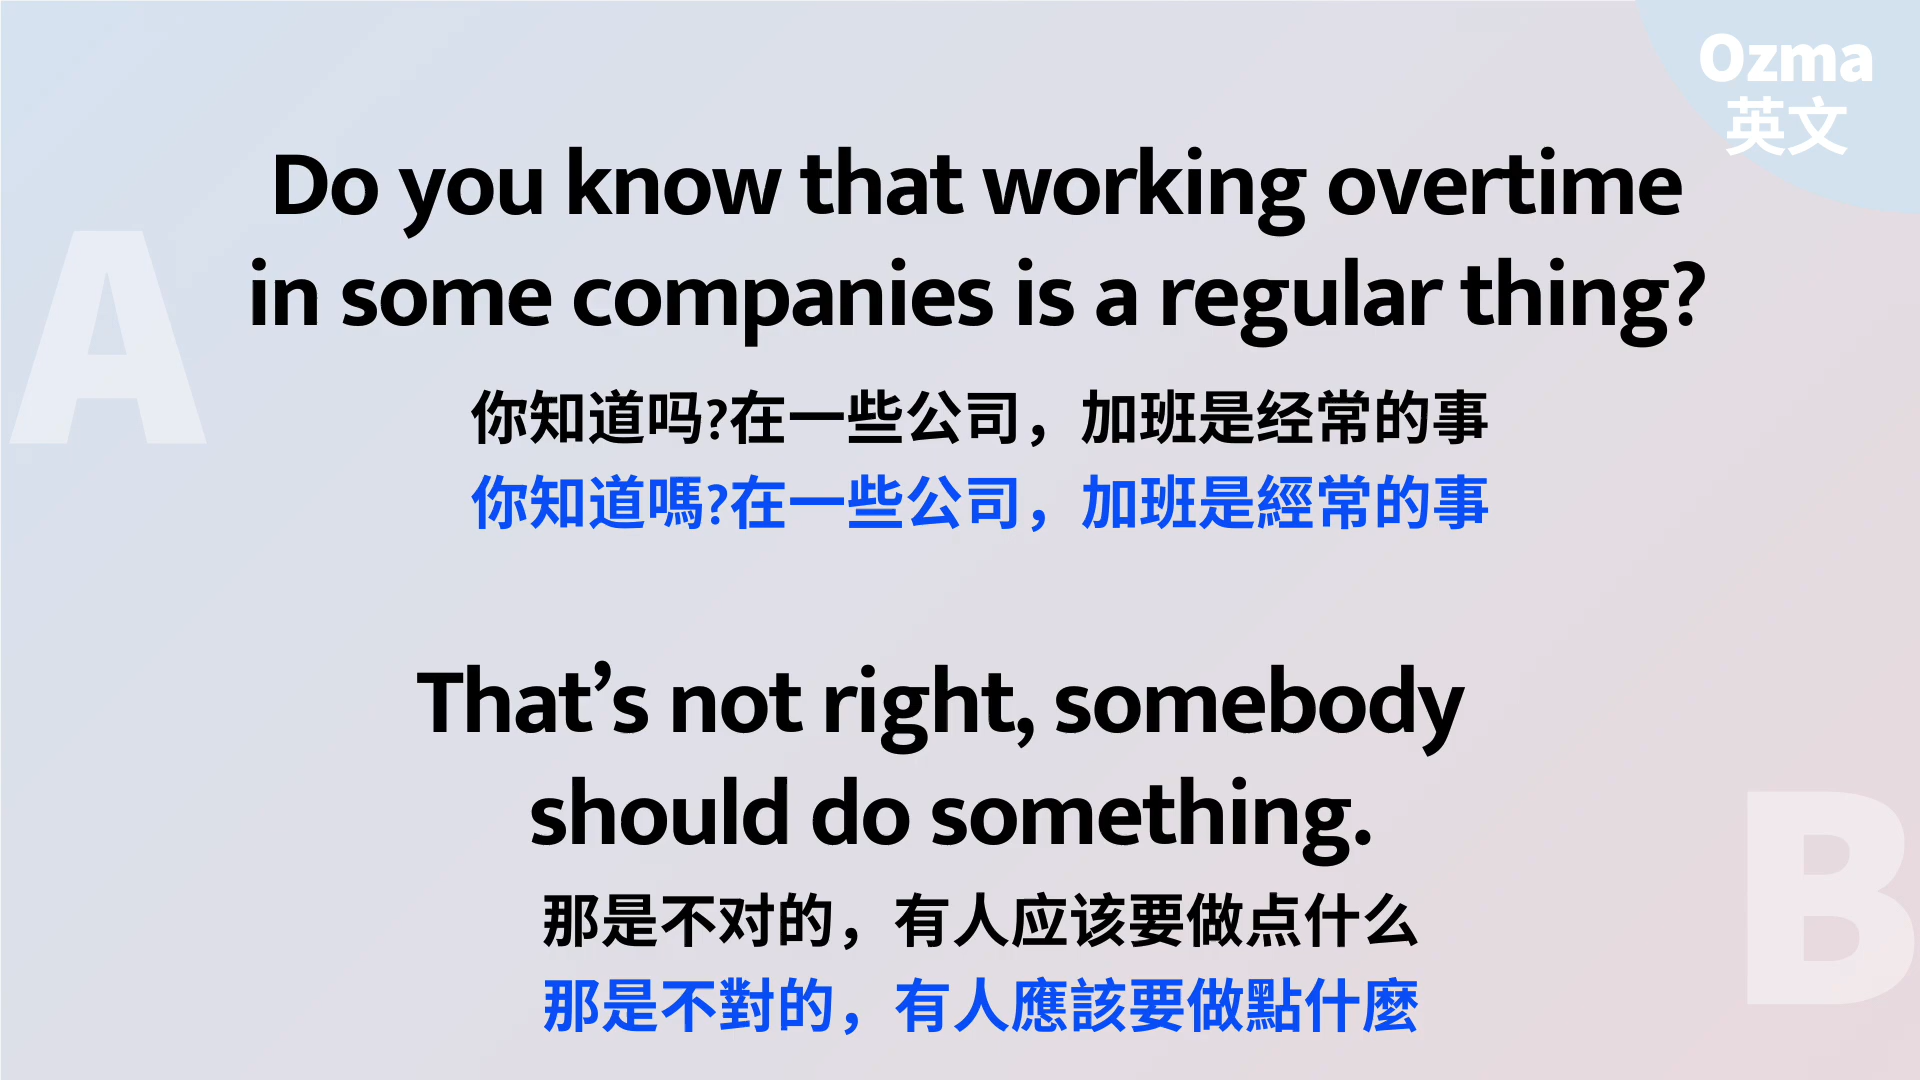 Ozma
英文
A
Do you know that working overtime
in some companies is a regular thing?
你知道吗?在一些公司，加班是经常的事
你知道嗎?在一些公司，加班是經常的事
That’s not right, somebody
should do something.
B
那是不对的，有人应该要做点什么
那是不對的，有人應該要做點什麼